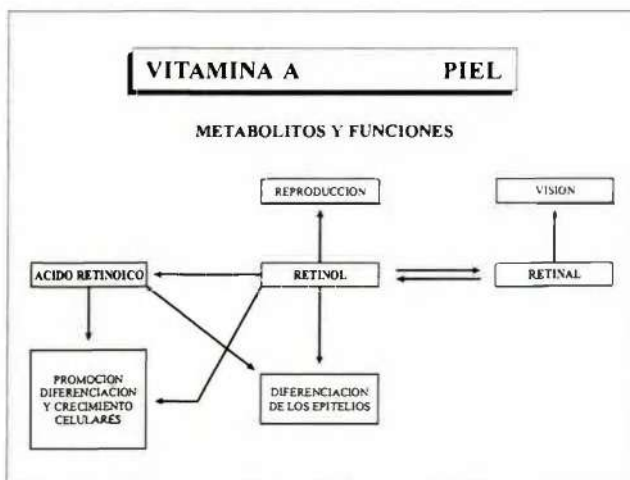 VITAMINA A PIEL
METABOLITOS Y FUNCIONES
REPRODUCCION
VISION
ACIDO RETINOICO
RETINOL
RETINAL
PROMOCION
DIFERENCIACION
Y CRECIMIENTO
CELULARES
DIFERENCIACION
DE LOS EPITELIOS